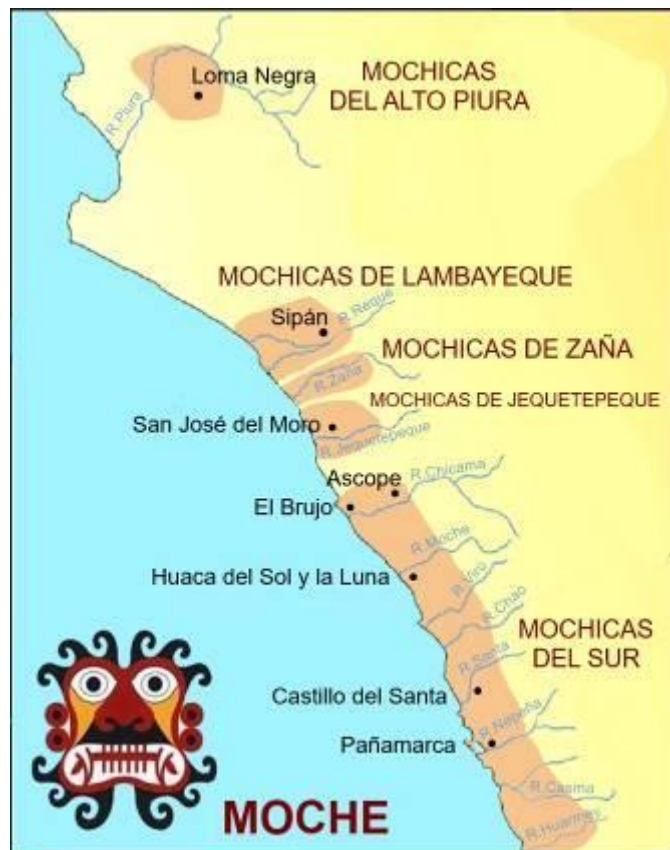 Loma Negra
MOCHICAS
DEL ALTO PIURA
R.Piura
MOCHICAS DE LAMBAYEQUE
R.Reque
Sipán
MOCHICAS DE ZAÑA
R.Zaña
MOCHICAS DE JEQUETEPEQUE
San José del Moro
R.Jequetepeque
Ascope
R.Chicama
El Brujo
R.Moche
Huaca del Sol y la Luna
R.Virú
R.Chao
MOCHICAS
DEL SUR
R.Santa
Castillo del Santa
R.Nepeña
Pañamarca
R.Casma
MOCHE
R.Huarmey